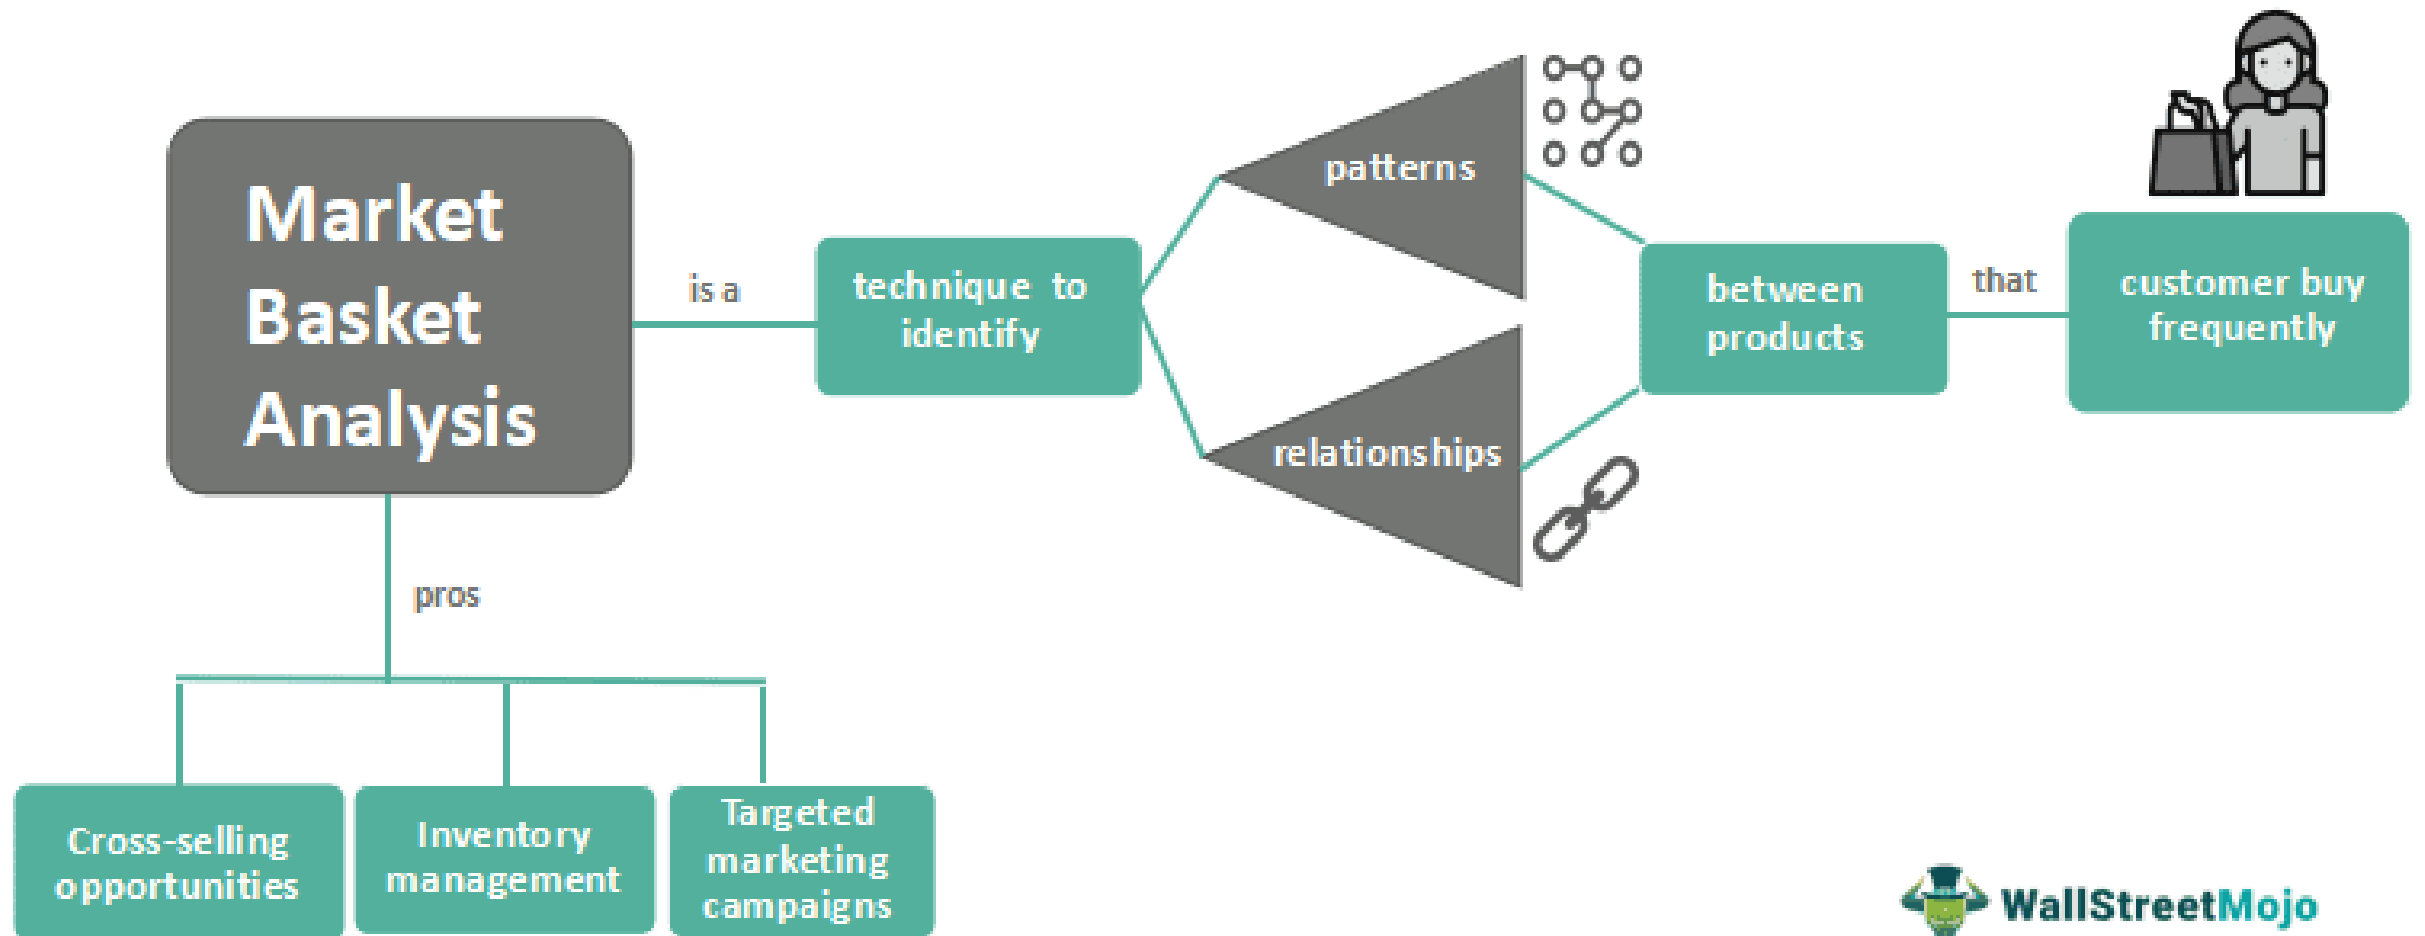 Market
Basket
Analysis
is a
technique to
identify
patterns
relationships
between
products
that
customer buy
frequently
pros
Cross-selling
opportunities
Inventory
management
Targeted
marketing
campaigns
WallStreetMojo